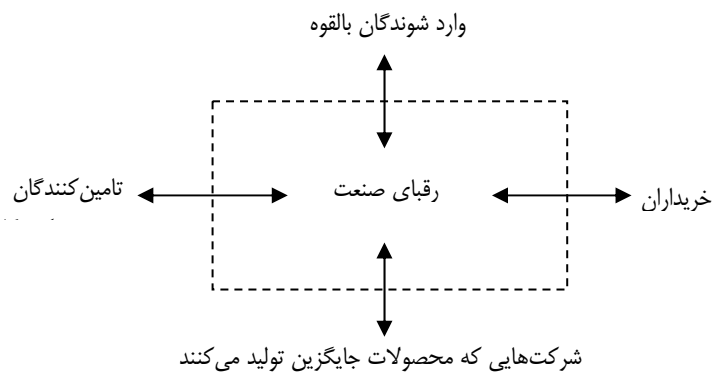 وارد شوندگان بالقوه
خریداران
رقبای صنعت
تامین‌کنندگان
شرکت‌هایی که محصولات جایگزین تولید می‌کنند